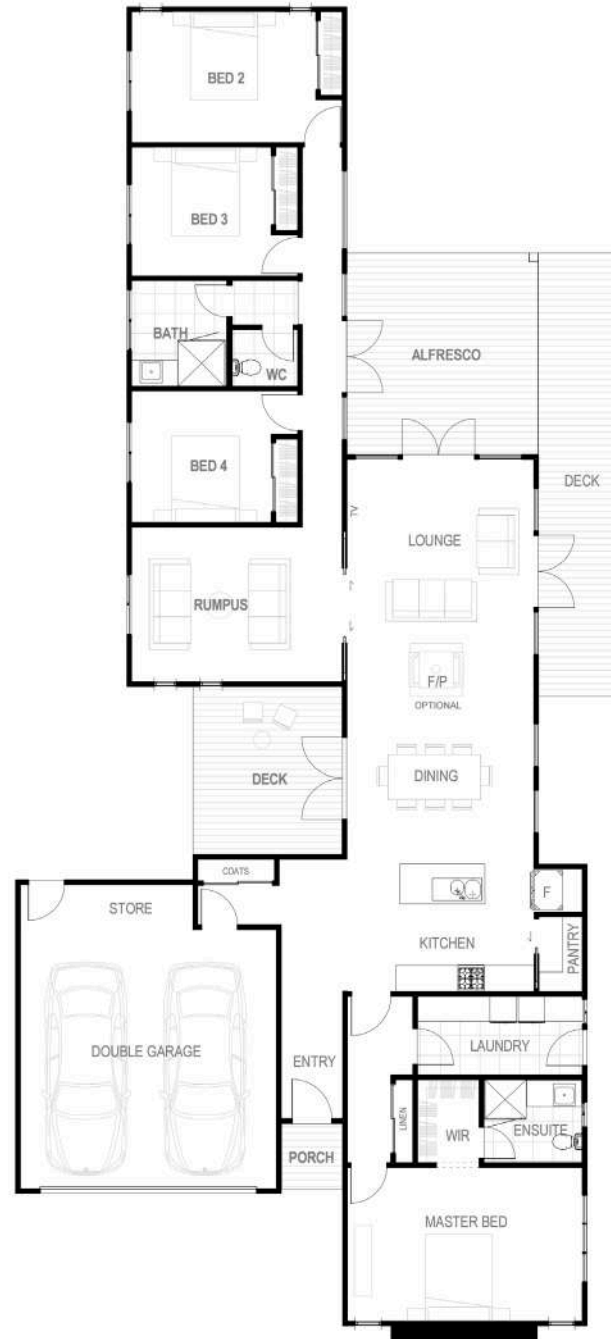 BED 2
BED 3
BATH
WC
ALFRESCO
BED 4
DECK
TV
LOUNGE
RUMPUS
F/P
OPTIONAL
DECK
DINING
COATS
F
STORE
KITCHEN
PANTRY
DOUBLE GARAGE
ENTRY
LAUNDRY
LINEN
WIR
ENSUITE
PORCH
MASTER BED